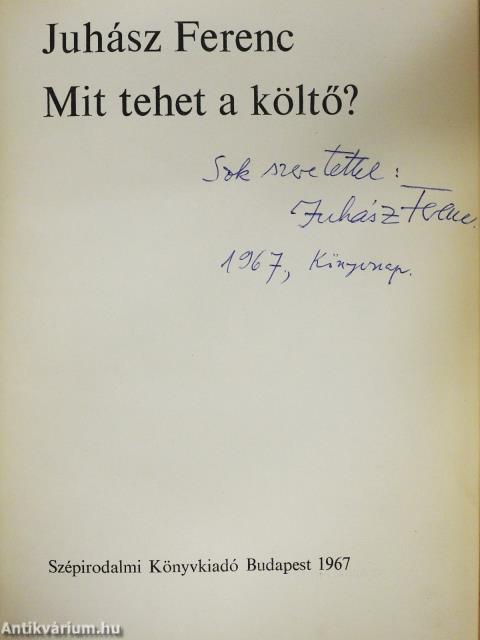 Juhász Ferenc
Mit tehet a költő?
Sok szeretettel:
Juhász Ferenc.
1967, Könyvnap.
Szépirodalmi Könyvkiadó Budapest 1967
Antikvárium.hu